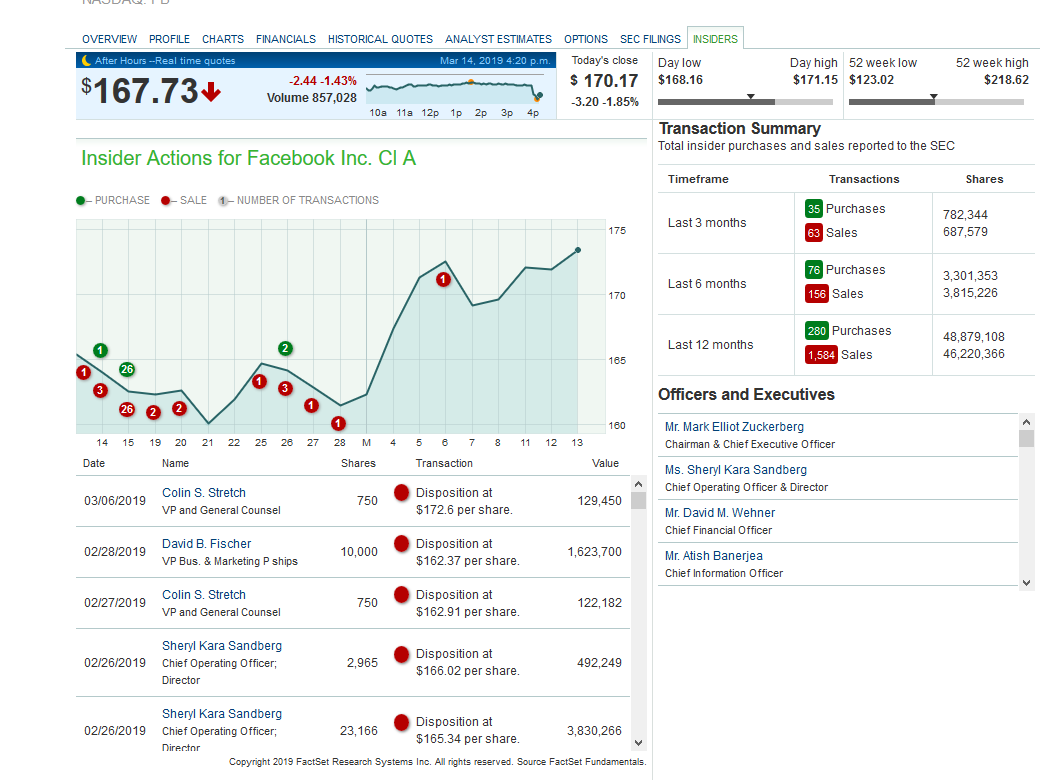 NASDAQ: FB
OVERVIEW PROFILE CHARTS FINANCIALS HISTORICAL QUOTES ANALYST ESTIMATES OPTIONS SEC FILINGS INSIDERS
After Hours --Real time quotes Mar 14, 2019 4:20 p.m.
$167.73
-2.44 -1.43%
Volume 857,028
10a 11a 12p 1p 2p 3p 4p
Today's close
$ 170.17
-3.20 -1.85%
Day low Day high
$168.16 $171.15
52 week low 52 week high
$123.02 $218.62
Insider Actions for Facebook Inc. Cl A
PURCHASE SALE 1 NUMBER OF TRANSACTIONS
175
170
165
160
1
1
3
26
26
2
2
1
2
3
1
1
1
14 15 19 20 21 22 25 26 27 28 M 4 5 6 7 8 11 12 13
Date Name Shares Transaction Value
03/06/2019 Colin S. Stretch 750 Disposition at 129,450
VP and General Counsel $172.6 per share.
02/28/2019 David B. Fischer 10,000 Disposition at 1,623,700
VP Bus. & Marketing P ships $162.37 per share.
02/27/2019 Colin S. Stretch 750 Disposition at 122,182
VP and General Counsel $162.91 per share.
02/26/2019 Sheryl Kara Sandberg 2,965 Disposition at 492,249
Chief Operating Officer; $166.02 per share.
Director
02/26/2019 Sheryl Kara Sandberg 23,166 Disposition at 3,830,266
Chief Operating Officer; $165.34 per share.
Director
Copyright 2019 FactSet Research Systems Inc. All rights reserved. Source FactSet Fundamentals.
Transaction Summary
Total insider purchases and sales reported to the SEC
Timeframe Transactions Shares
Last 3 months 35 Purchases 782,344
63 Sales 687,579
Last 6 months 76 Purchases 3,301,353
156 Sales 3,815,226
Last 12 months 280 Purchases 48,879,108
1,584 Sales 46,220,366
Officers and Executives
Mr. Mark Elliot Zuckerberg
Chairman & Chief Executive Officer
Ms. Sheryl Kara Sandberg
Chief Operating Officer & Director
Mr. David M. Wehner
Chief Financial Officer
Mr. Atish Banerjea
Chief Information Officer